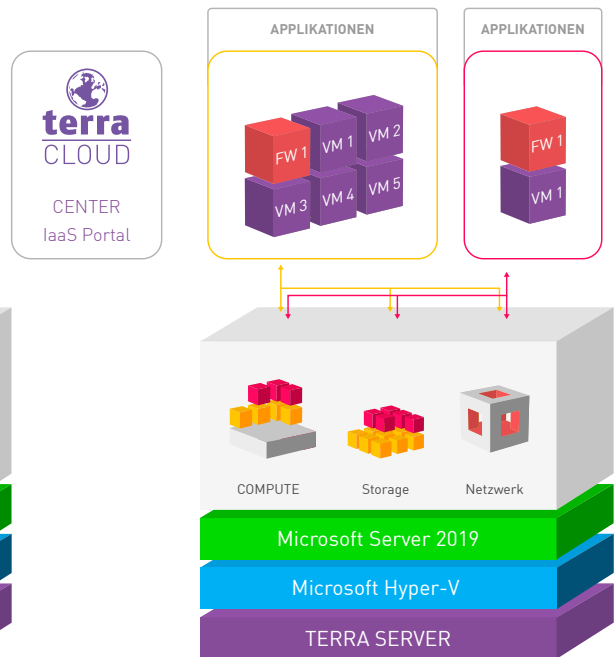 APPLIKATIONEN
APPLIKATIONEN
terra
CLOUD
CENTER
IaaS Portal
FW 1
VM 1
VM 2
VM 3
VM 4
VM 5
FW 1
VM 1
COMPUTE
Storage
Netzwerk
Microsoft Server 2019
Microsoft Hyper-V
TERRA SERVER